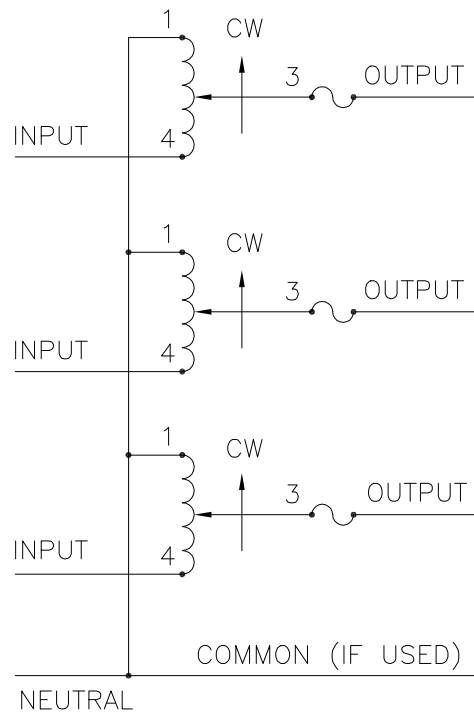 1
CW
3 OUTPUT
INPUT 4
1
CW
3 OUTPUT
INPUT 4
1
CW
3 OUTPUT
INPUT 4
COMMON (IF USED)
NEUTRAL